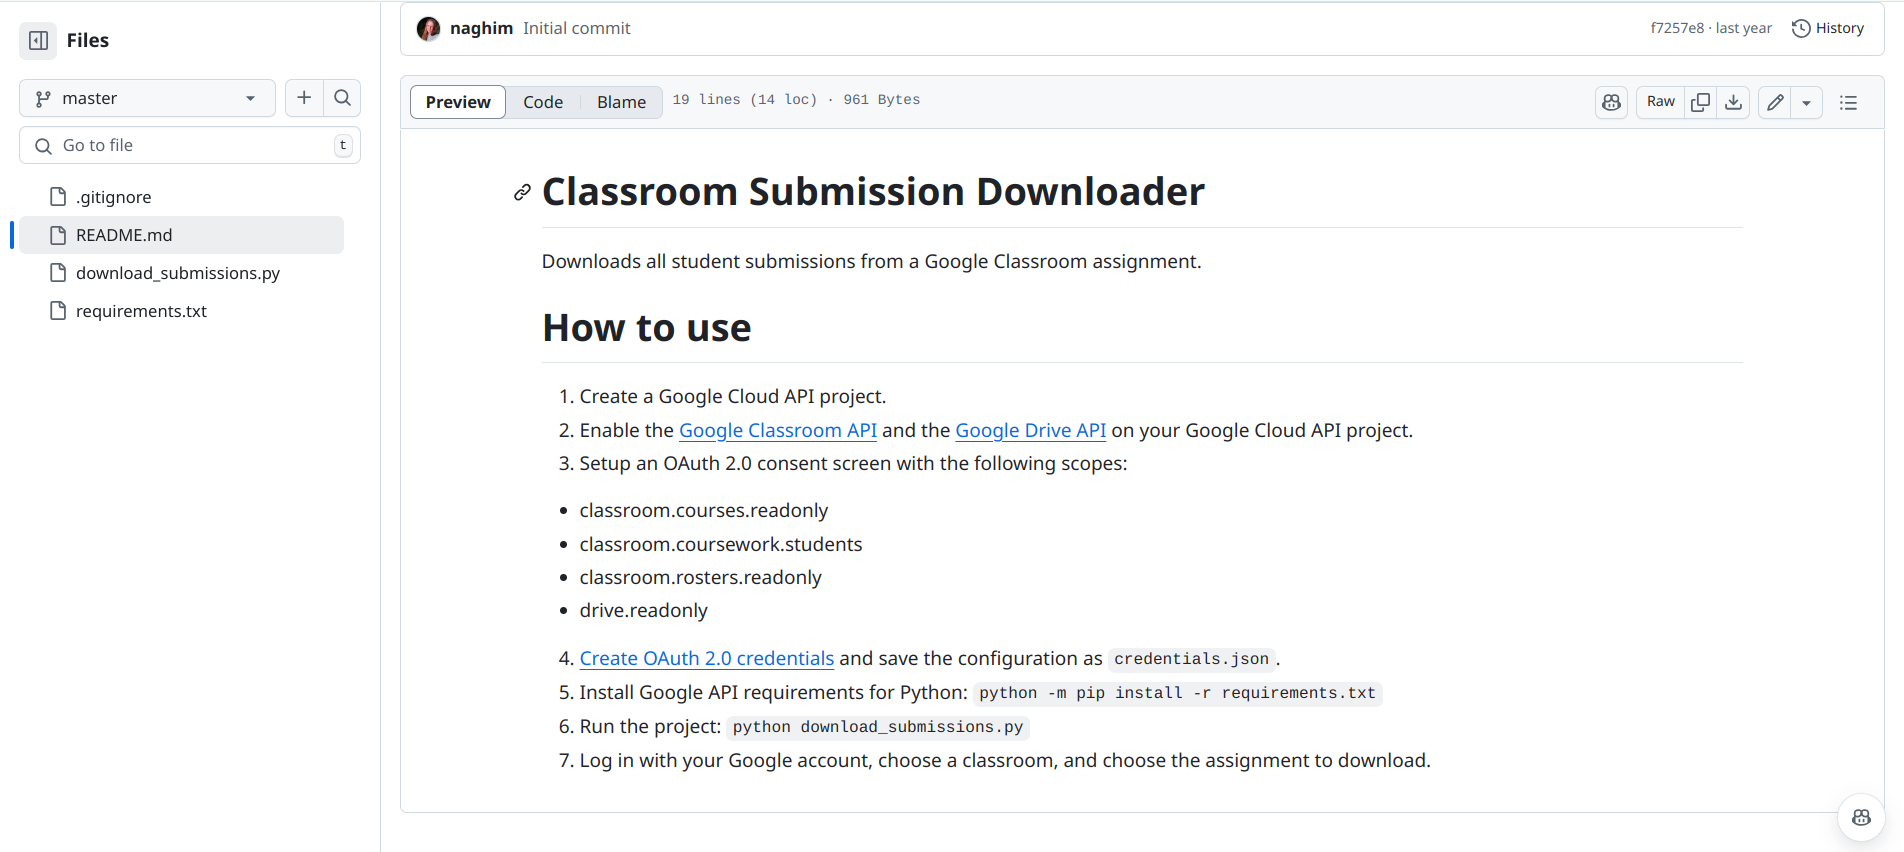 Files
master
Go to file
t
.gitignore
README.md
download_submissions.py
requirements.txt
naghim Initial commit
f7257e8 · last year
History
Preview
Code
Blame
19 lines (14 loc) · 961 Bytes
Raw
Classroom Submission Downloader
Downloads all student submissions from a Google Classroom assignment.
How to use
1. Create a Google Cloud API project.
2. Enable the Google Classroom API and the Google Drive API on your Google Cloud API project.
3. Setup an OAuth 2.0 consent screen with the following scopes:
• classroom.courses.readonly
• classroom.coursework.students
• classroom.rosters.readonly
• drive.readonly
4. Create OAuth 2.0 credentials and save the configuration as credentials.json.
5. Install Google API requirements for Python: python -m pip install -r requirements.txt
6. Run the project: python download_submissions.py
7. Log in with your Google account, choose a classroom, and choose the assignment to download.